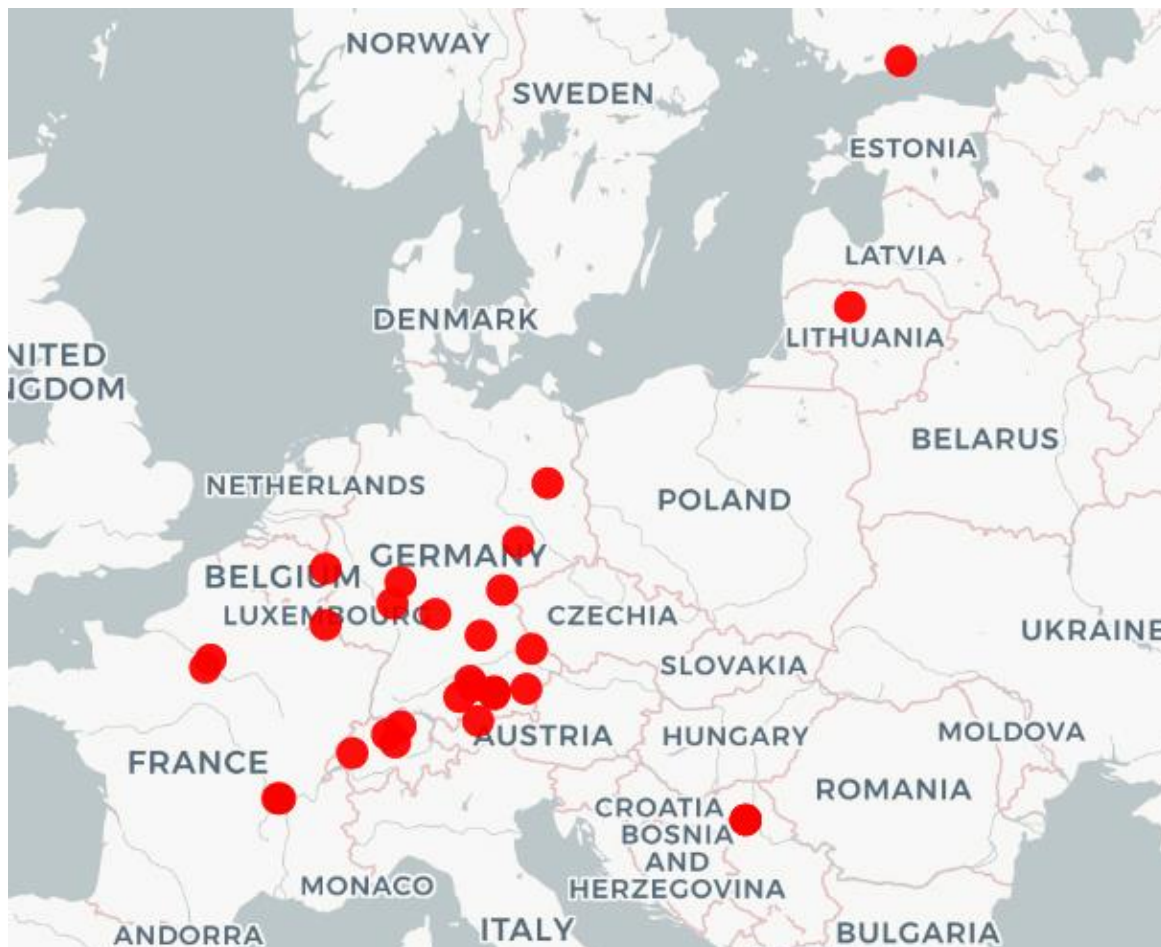 NORWAY
SWEDEN
ESTONIA
LATVIA
DENMARK
LITHUANIA
NITED
NGDOM
BELARUS
NETHERLANDS
POLAND
GERMANY
BELGIUM
LUXEMBOURG
CZECHIA
UKRAINE
SLOVAKIA
AUSTRIA
HUNGARY
MOLDOVA
FRANCE
ROMANIA
CROATIA
BOSNIA
AND
HERZEGOVINA
MONACO
ITALY
BULGARIA
ANDORRA